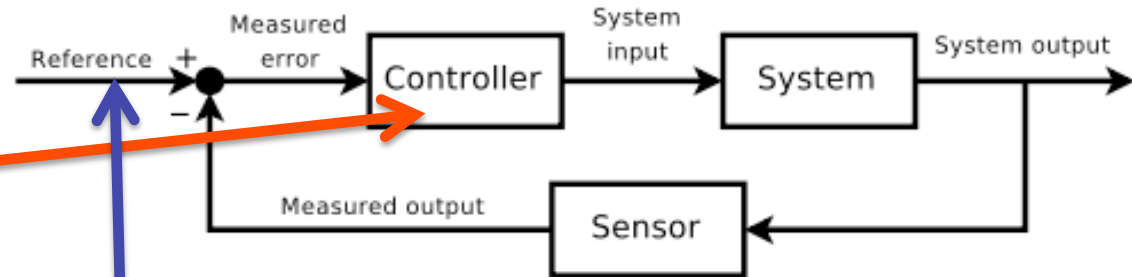 Reference
+
−
Measured
error
Controller
System
input
System
System output
Measured output
Sensor